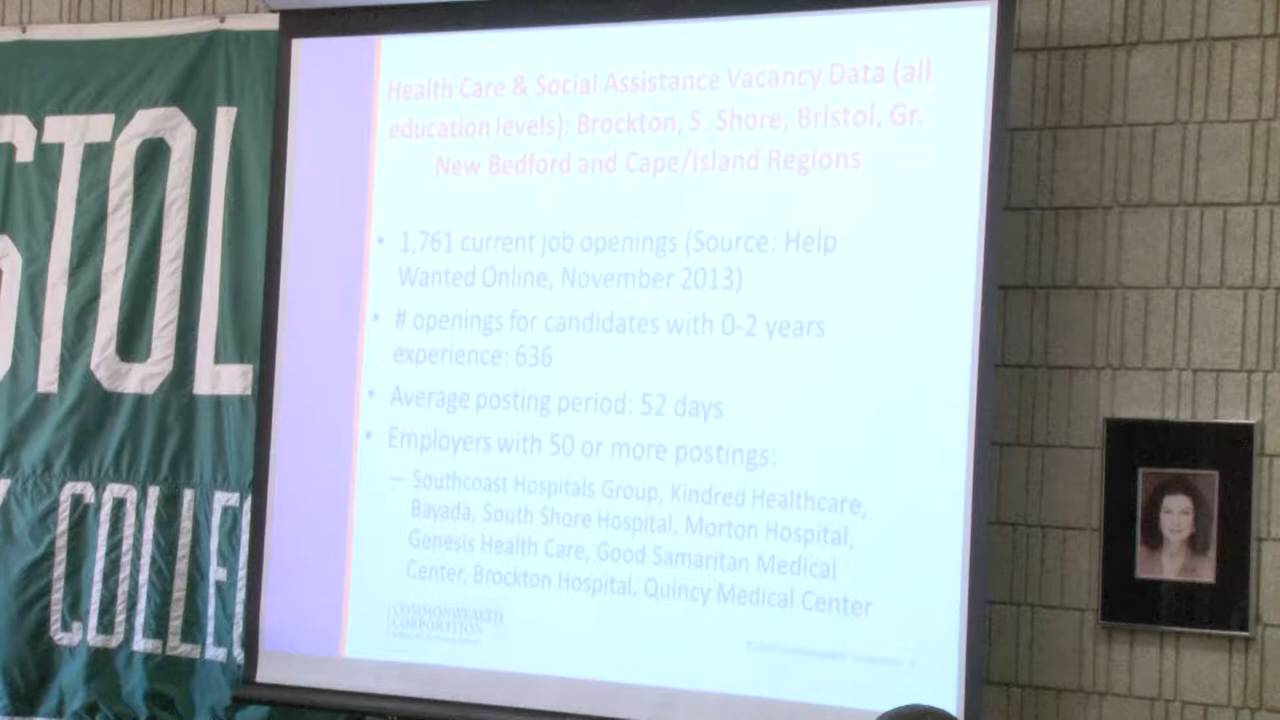 STOL
COLLE
Health Care & Social Assistance Vacancy Data (all
education levels): Brockton, S. Shore, Bristol, Gr.
New Bedford and Cape/Island Regions
• 1,761 current job openings (Source: Help
Wanted Online, November 2013)
• # openings for candidates with 0-2 years
experience: 636
• Average posting period: 52 days
• Employers with 50 or more postings:
– Southcoast Hospitals Group, Kindred Healthcare,
Bayada, South Shore Hospital, Morton Hospital,
Genesis Health Care, Good Samaritan Medical
Center, Brockton Hospital, Quincy Medical Center
COMMONWEALTH
CORPORATION